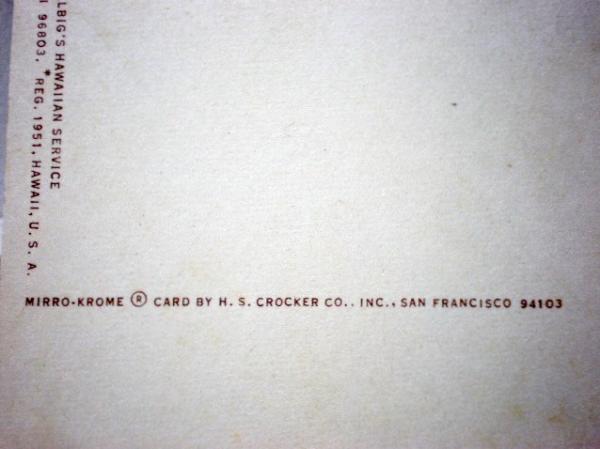 LBIG'S HAWAIIAN SERVICE
I 96803. *REG. 1951, HAWAII, U. S. A.
MIRRO-KROME ® CARD BY H. S. CROCKER CO., INC., SAN FRANCISCO 94103